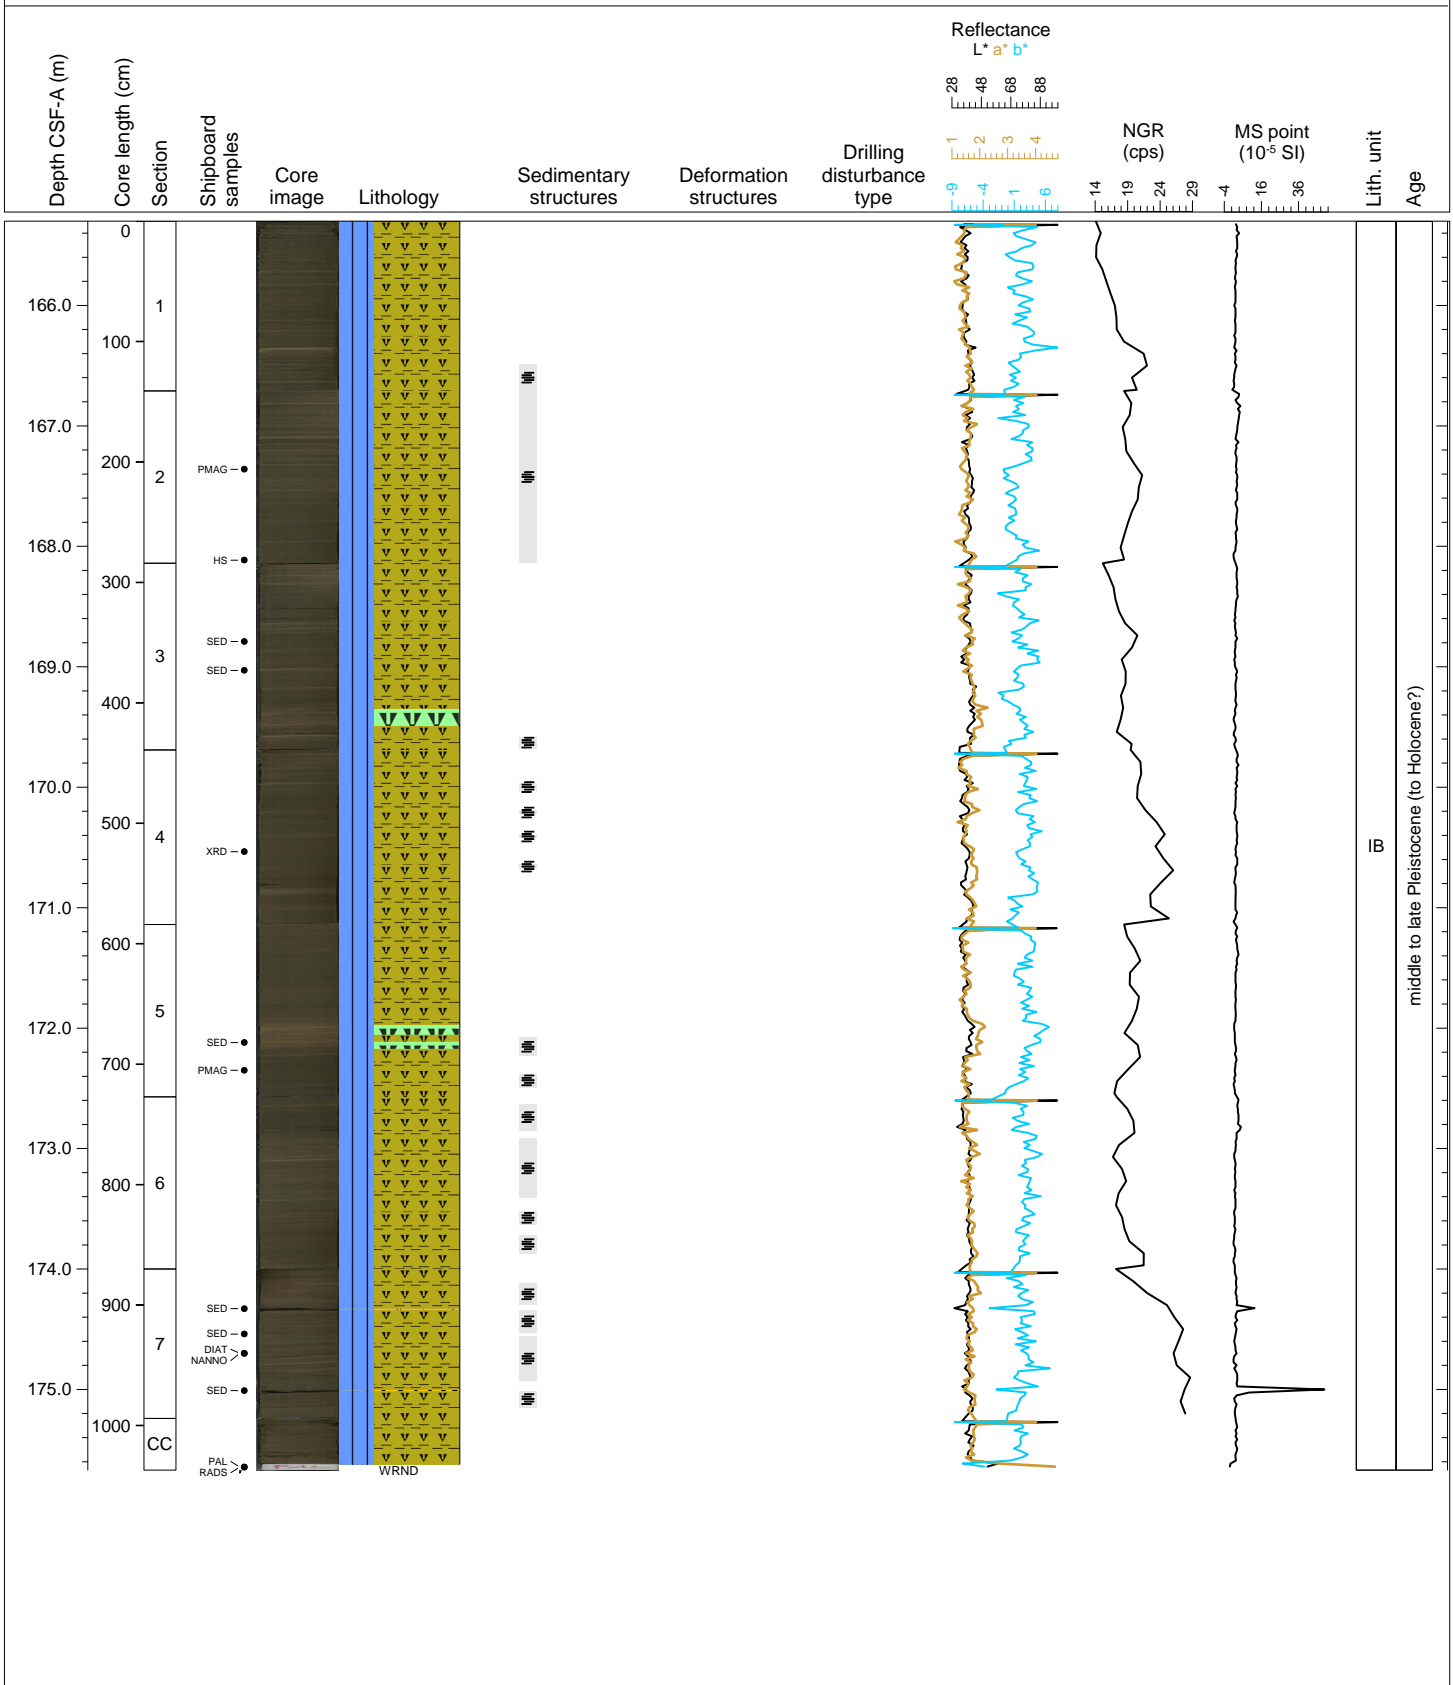 Reflectance
L* a* b*
28 48 68 88
1 2 3 4
-9 -4 1 6
Depth CSF-A (m)
Core length (cm)
Section
Shipboard
samples
Core
image
Lithology
Sedimentary
structures
Deformation
structures
Drilling
disturbance
type
NGR
(cps)
14 19 24 29
MS point
(10-5 SI)
-4 16 36
Lith. unit
Age
0
166.0
1
100
167.0
200
PMAG
2
168.0
HS
300
SED
3
169.0
SED
400
170.0
500
4
XRD
IB
middle to late Pleistocene (to Holocene?)
171.0
600
5
172.0
SED
700
PMAG
173.0
800
6
174.0
900
SED
SED
7
DIAT
NANNO
175.0
SED
1000
CC
PAL
RADS
WRND